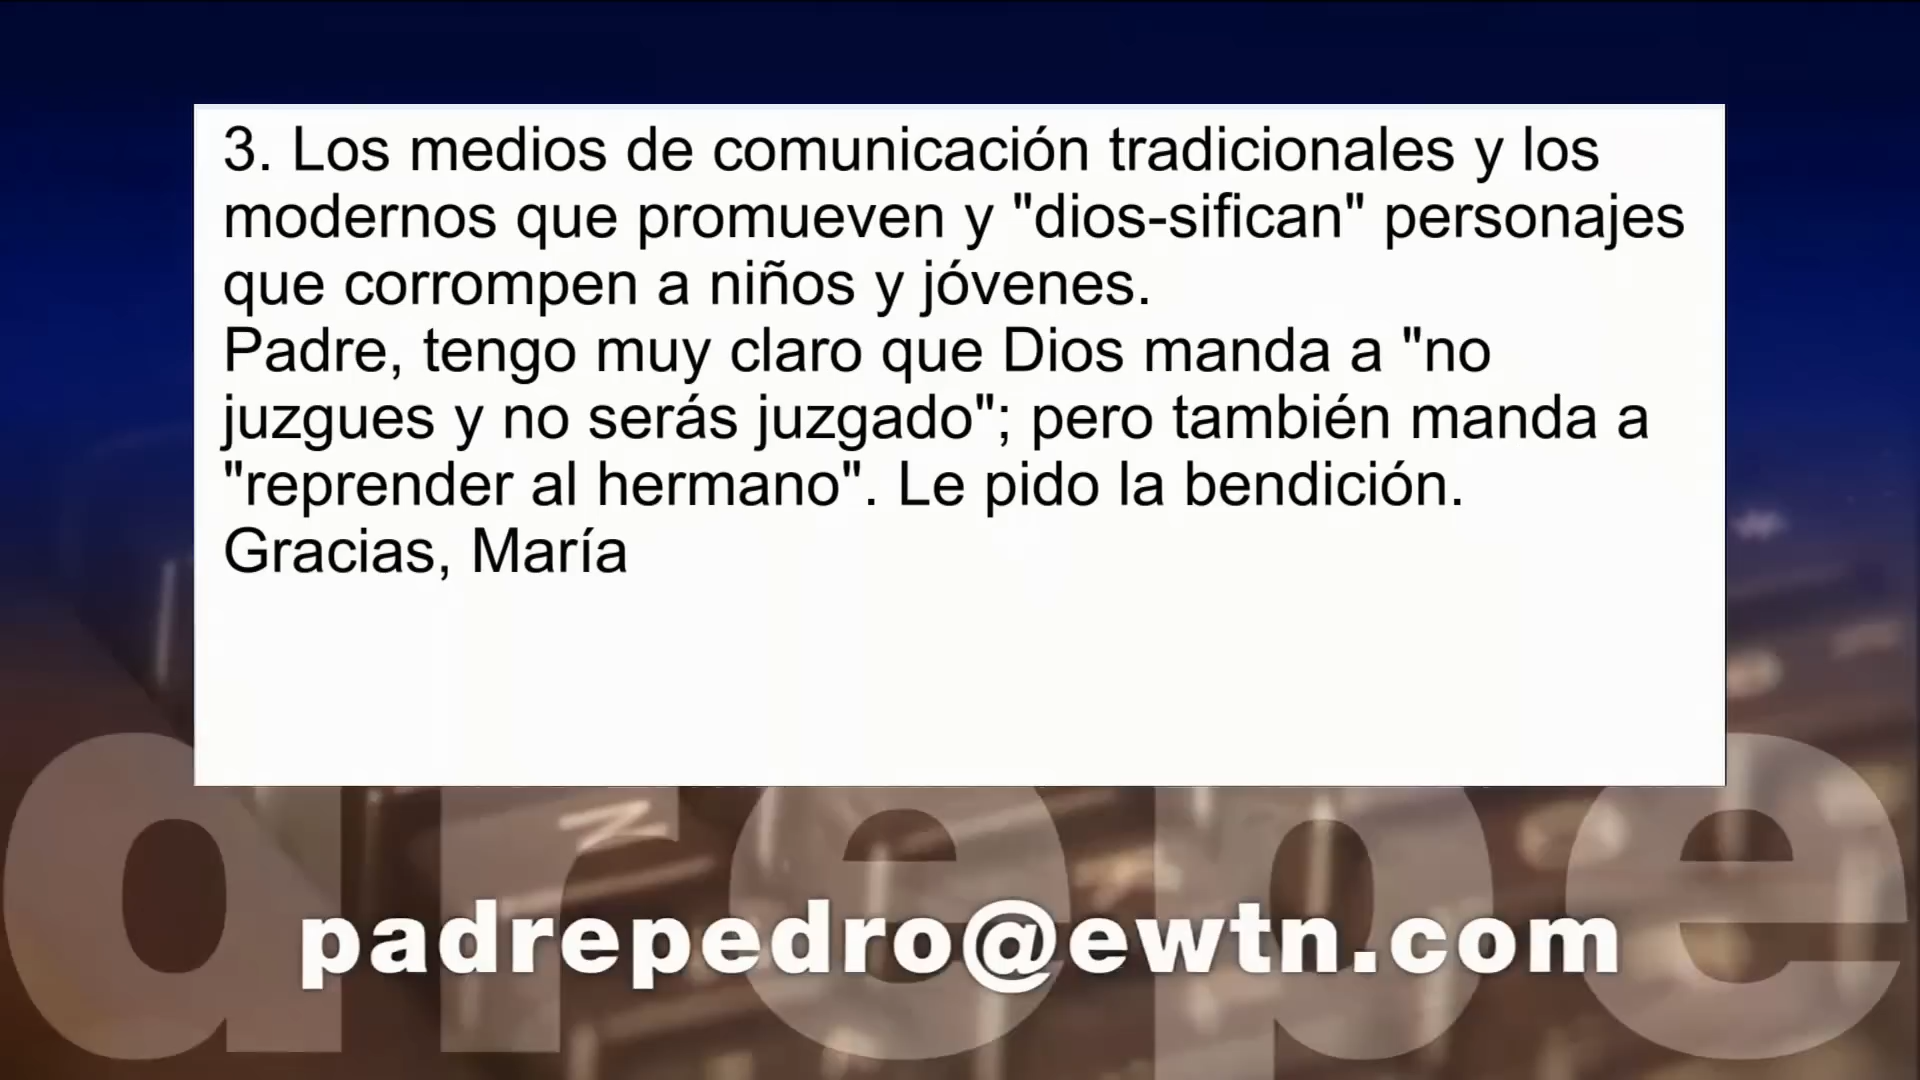 3. Los medios de comunicación tradicionales y los
modernos que promueven y "dios-sifican" personajes
que corrompen a niños y jóvenes.
Padre, tengo muy claro que Dios manda a "no
juzgues y no serás juzgado"; pero también manda a
"reprender al hermano". Le pido la bendición.
Gracias, María
drepe
padrepedro@ewtn.com